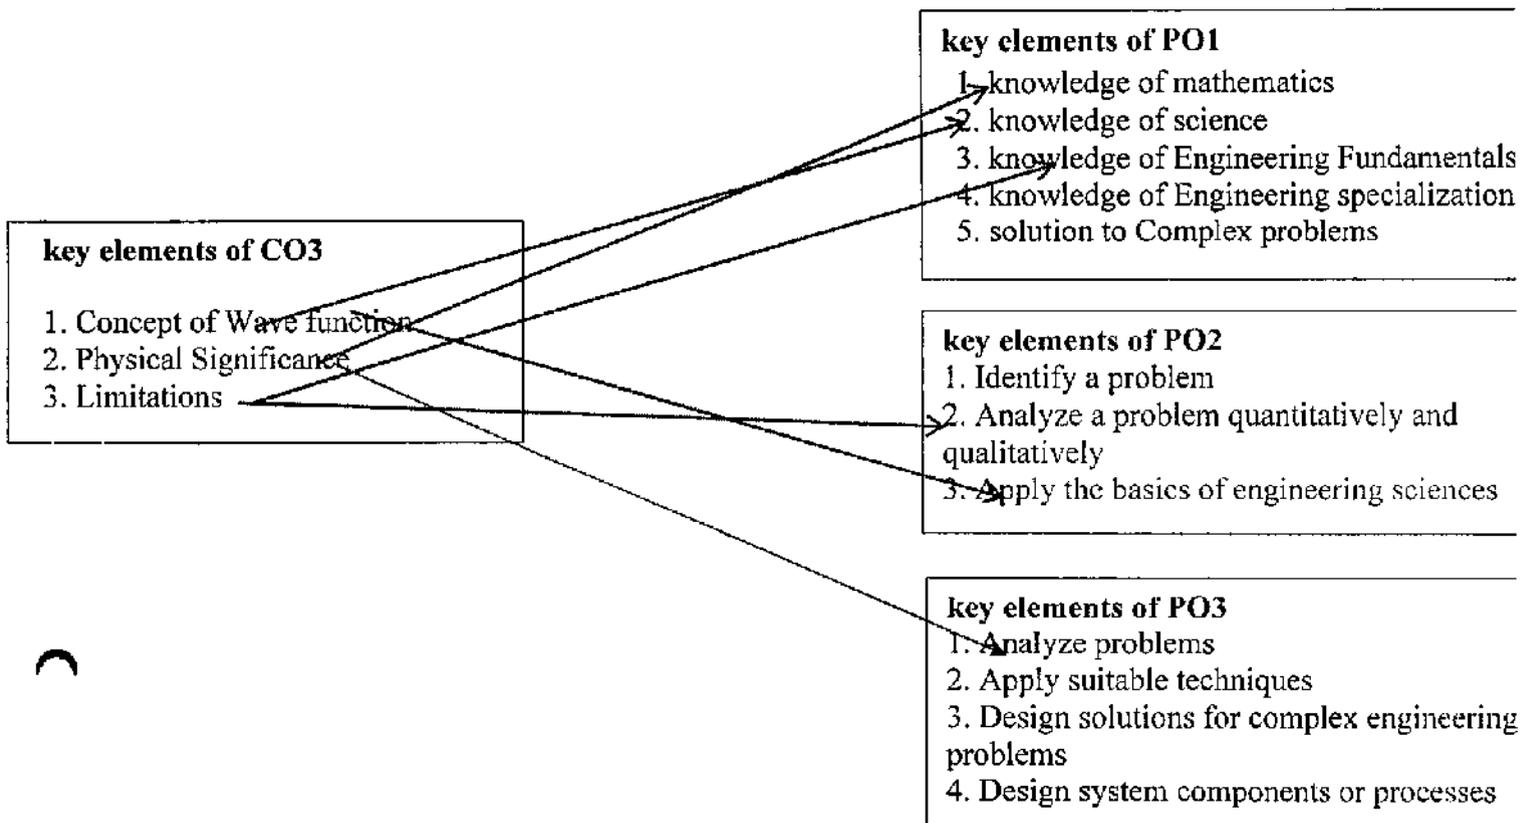 key elements of CO3
1. Concept of Wave function
2. Physical Significance
3. Limitations
key elements of PO1
1. knowledge of mathematics
2. knowledge of science
3. knowledge of Engineering Fundamentals
4. knowledge of Engineering specialization
5. solution to Complex problems
key elements of PO2
1. Identify a problem
2. Analyze a problem quantitatively and
qualitatively
3. Apply the basics of engineering sciences
key elements of PO3
1. Analyze problems
2. Apply suitable techniques
3. Design solutions for complex engineering
problems
4. Design system components or processes